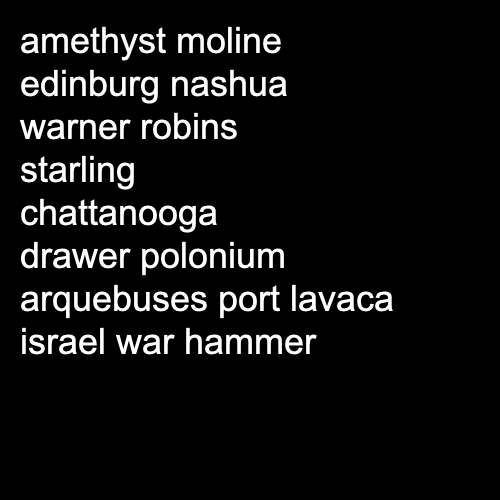 amethyst moline
edinburg nashua
warner robins
starling
chattanooga
drawer polonium
arquebuses port lavaca
israel war hammer